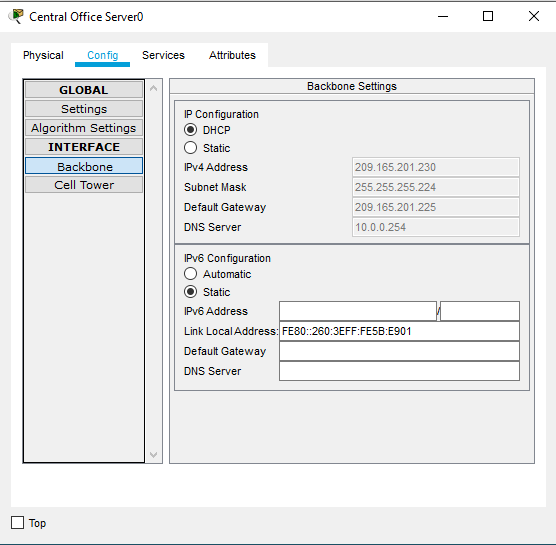 Central Office Server0
Physical Config Services Attributes
GLOBAL
Settings
Algorithm Settings
INTERFACE
Backbone
Cell Tower
Backbone Settings
IP Configuration
DHCP
Static
IPv4 Address 209.165.201.230
Subnet Mask 255.255.255.224
Default Gateway 209.165.201.225
DNS Server 10.0.0.254
IPv6 Configuration
Automatic
Static
IPv6 Address /
Link Local Address: FE80::260:3EFF:FE5B:E901
Default Gateway
DNS Server
Top